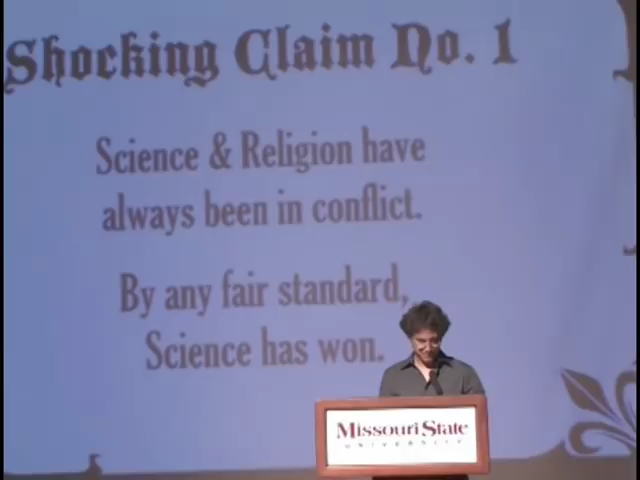 Shocking Claim No. 1
Science & Religion have
always been in conflict.
By any fair standard,
Science has won.
Missouri State
UNIVERSITY